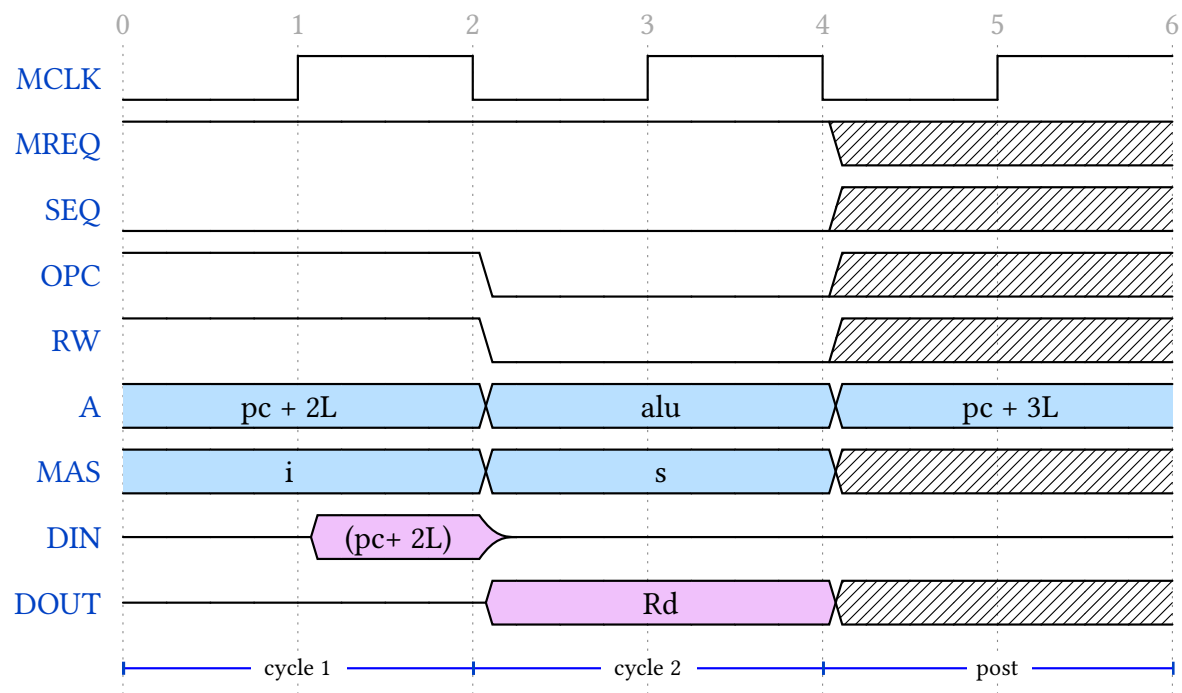 0 1 2 3 4 5 6
MCLK
MREQ
SEQ
OPC
RW
A pc + 2L alu pc + 3L
MAS i s
DIN (pc+ 2L)
DOUT Rd
cycle 1 cycle 2 post